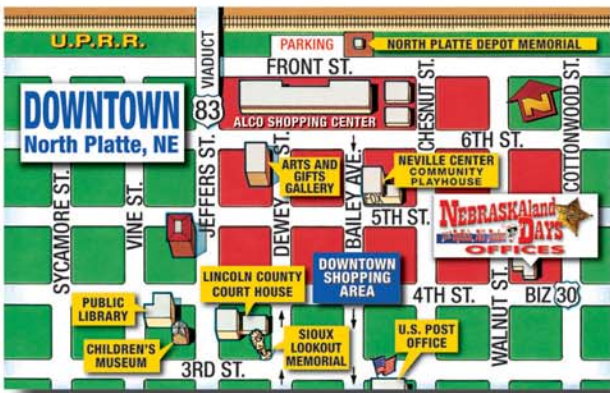 U.P.R.R.
VIADUCT
PARKING
NORTH PLATTE DEPOT MEMORIAL
FRONT ST.
DOWNTOWN
North Platte, NE
83
ALCO SHOPPING CENTER
CHESNUT ST.
N
COTTONWOOD ST.
6TH ST.
SYCAMORE ST.
VINE ST.
JEFFERS ST.
ARTS AND
GIFTS
GALLERY
DEWEY ST.
BAILEY AVE.
NEVILLE CENTER
COMMUNITY
PLAYHOUSE
FOX
5TH ST.
NEBRASKAland
DAYS
OFFICES
DOWNTOWN
SHOPPING
AREA
LINCOLN COUNTY
COURT HOUSE
4TH ST.
WALNUT ST.
BIZ 30
PUBLIC
LIBRARY
CHILDREN'S
MUSEUM
3RD ST.
SIOUX
LOOKOUT
MEMORIAL
U.S. POST
OFFICE